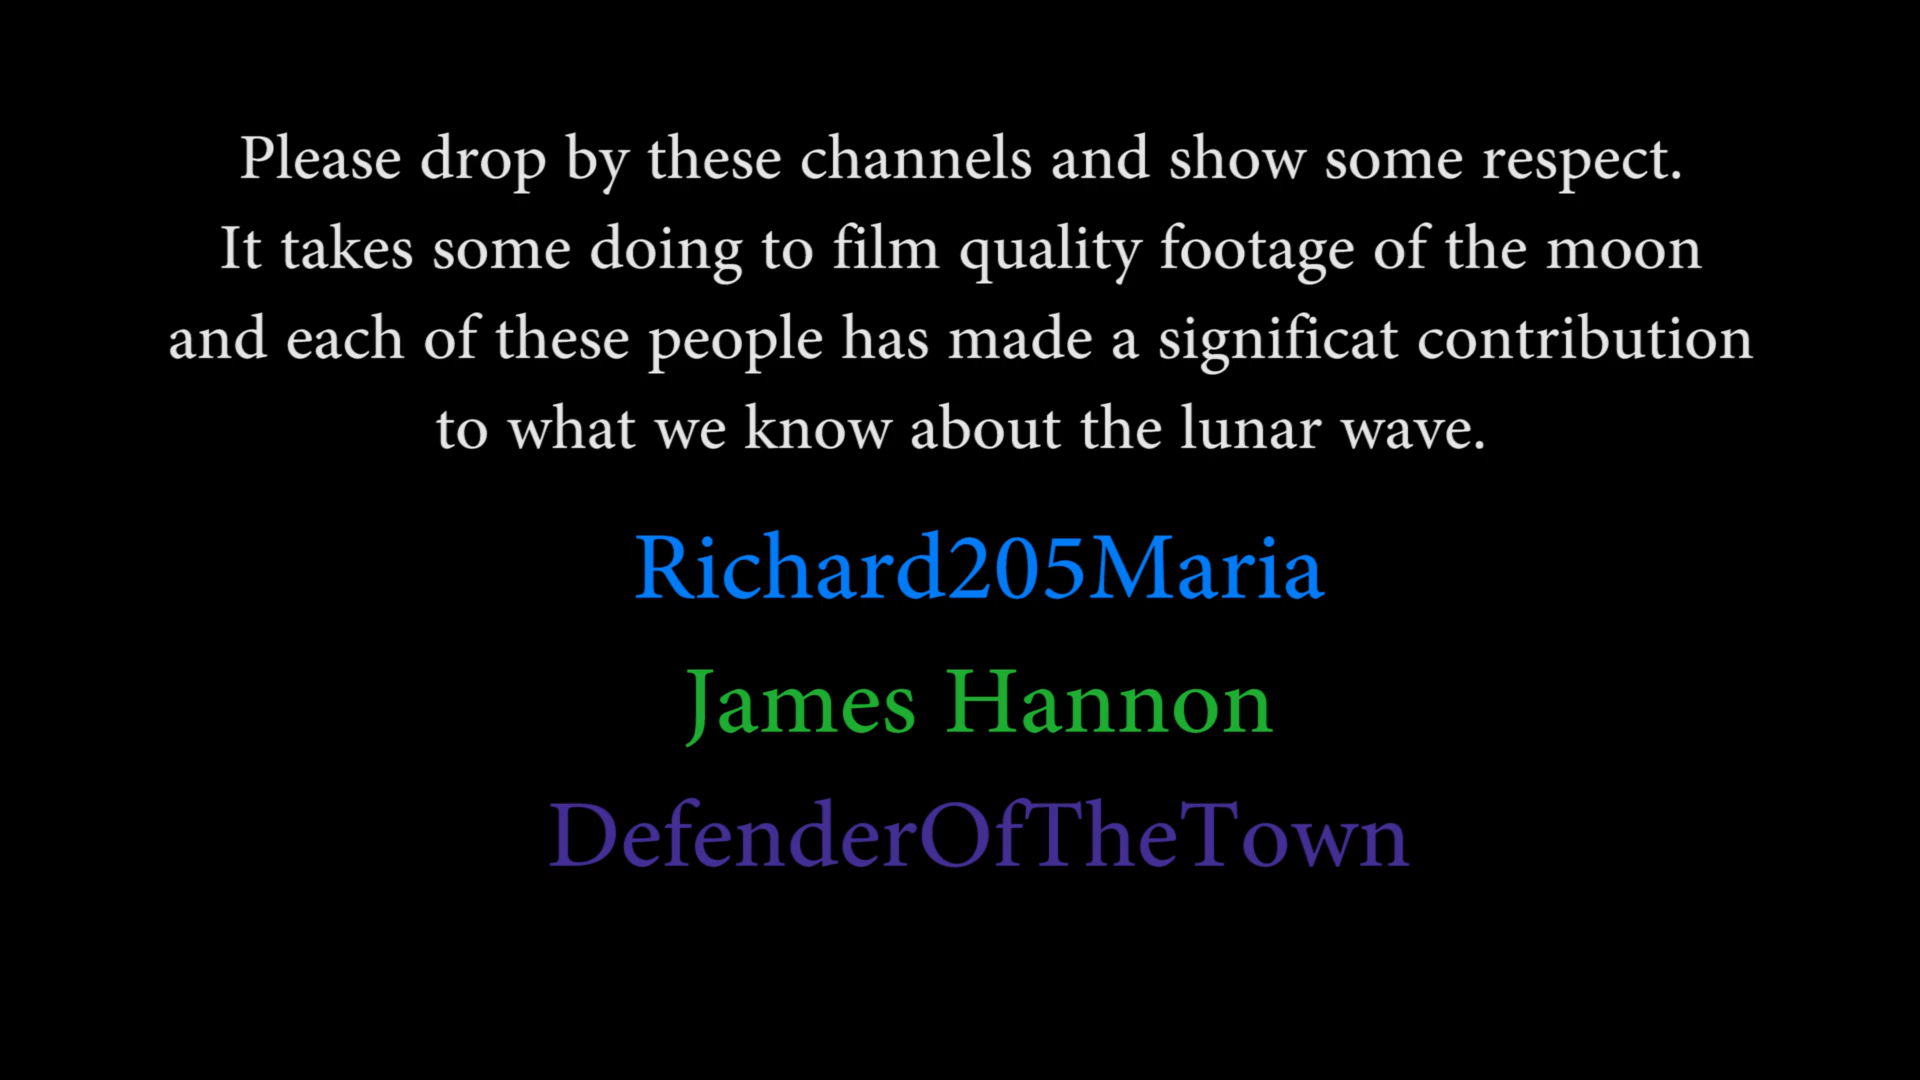 Please drop by these channels and show some respect.
It takes some doing to film quality footage of the moon
and each of these people has made a significat contribution
to what we know about the lunar wave.
Richard205Maria
James Hannon
DefenderOfTheTown